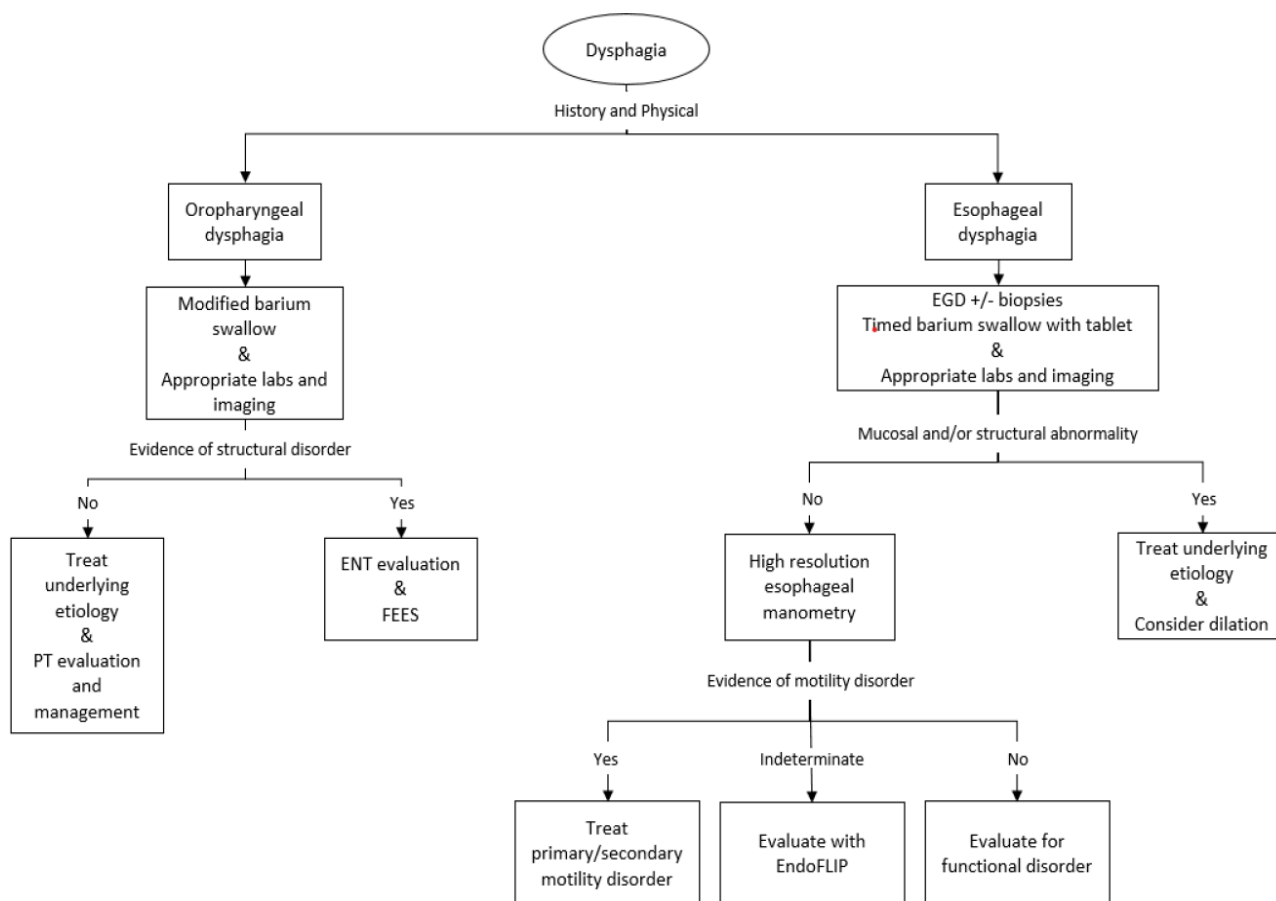 Dysphagia
History and Physical
Oropharyngeal
dysphagia
Esophageal
dysphagia
Modified barium
swallow
&
Appropriate labs and
imaging
EGD +/- biopsies
Timed barium swallow with tablet
&
Appropriate labs and imaging
Evidence of structural disorder
Mucosal and/or structural abnormality
No
Yes
No
Yes
Treat
underlying
etiology
&
PT evaluation
and
management
ENT evaluation
&
FEES
High resolution
esophageal
manometry
Treat underlying
etiology
&
Consider dilation
Evidence of motility disorder
Yes
Indeterminate
No
Treat
primary/secondary
motility disorder
Evaluate with
EndoFLIP
Evaluate for
functional disorder